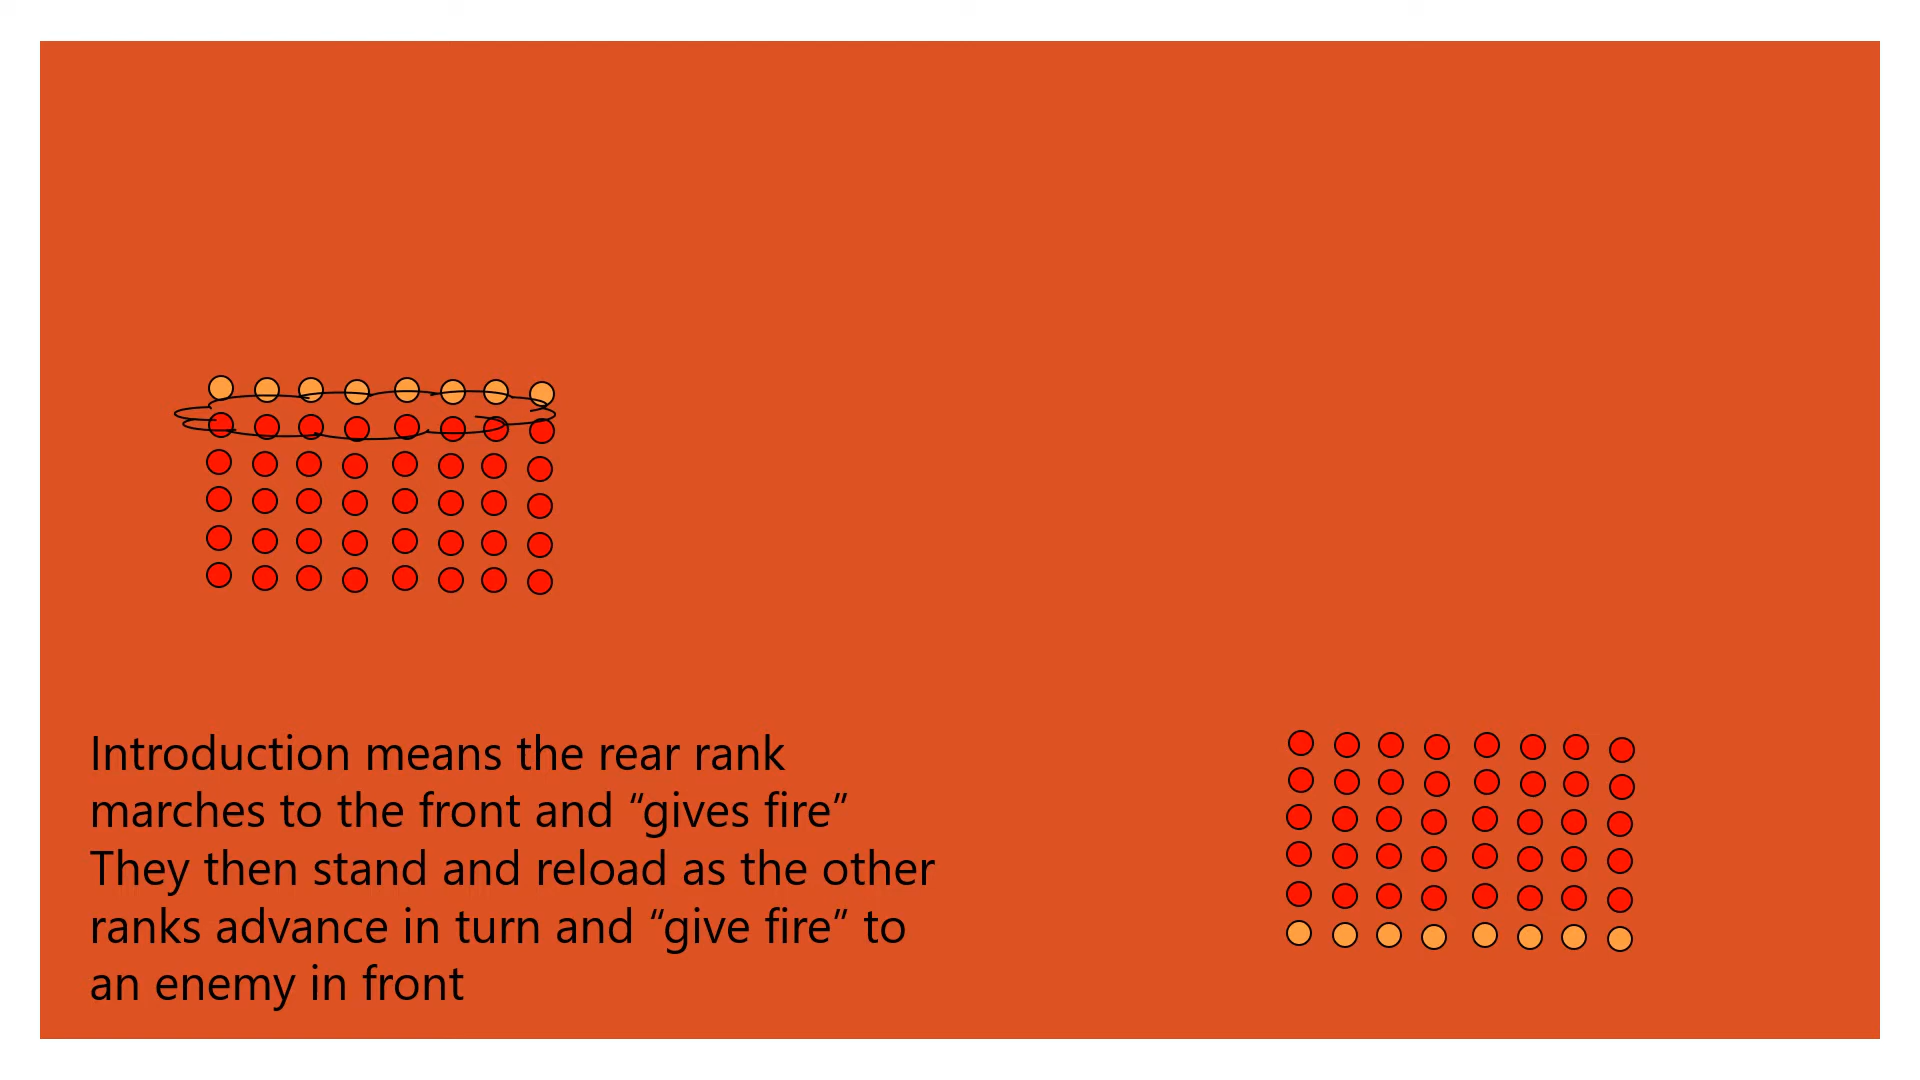 Introduction means the rear rank
marches to the front and “gives fire”
They then stand and reload as the other
ranks advance in turn and “give fire” to
an enemy in front